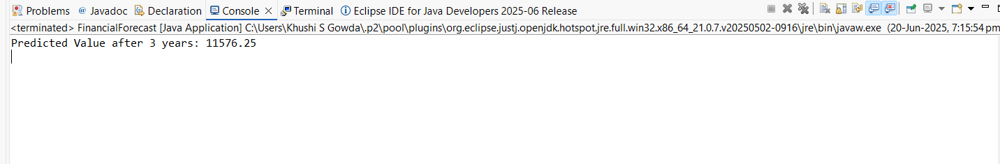 Problems @ Javadoc Declaration Console Terminal Eclipse IDE for Java Developers 2025-06 Release
<terminated> FinancialForecast [Java Application] C:\Users\Khushi S Gowda\.p2\pool\plugins\org.eclipse.justj.openjdk.hotspot.jre.full.win32.x86_64_21.0.7.v20250502-0916\jre\bin\javaw.exe (20-Jun-2025, 7:15:54 pm
Predicted Value after 3 years: 11576.25